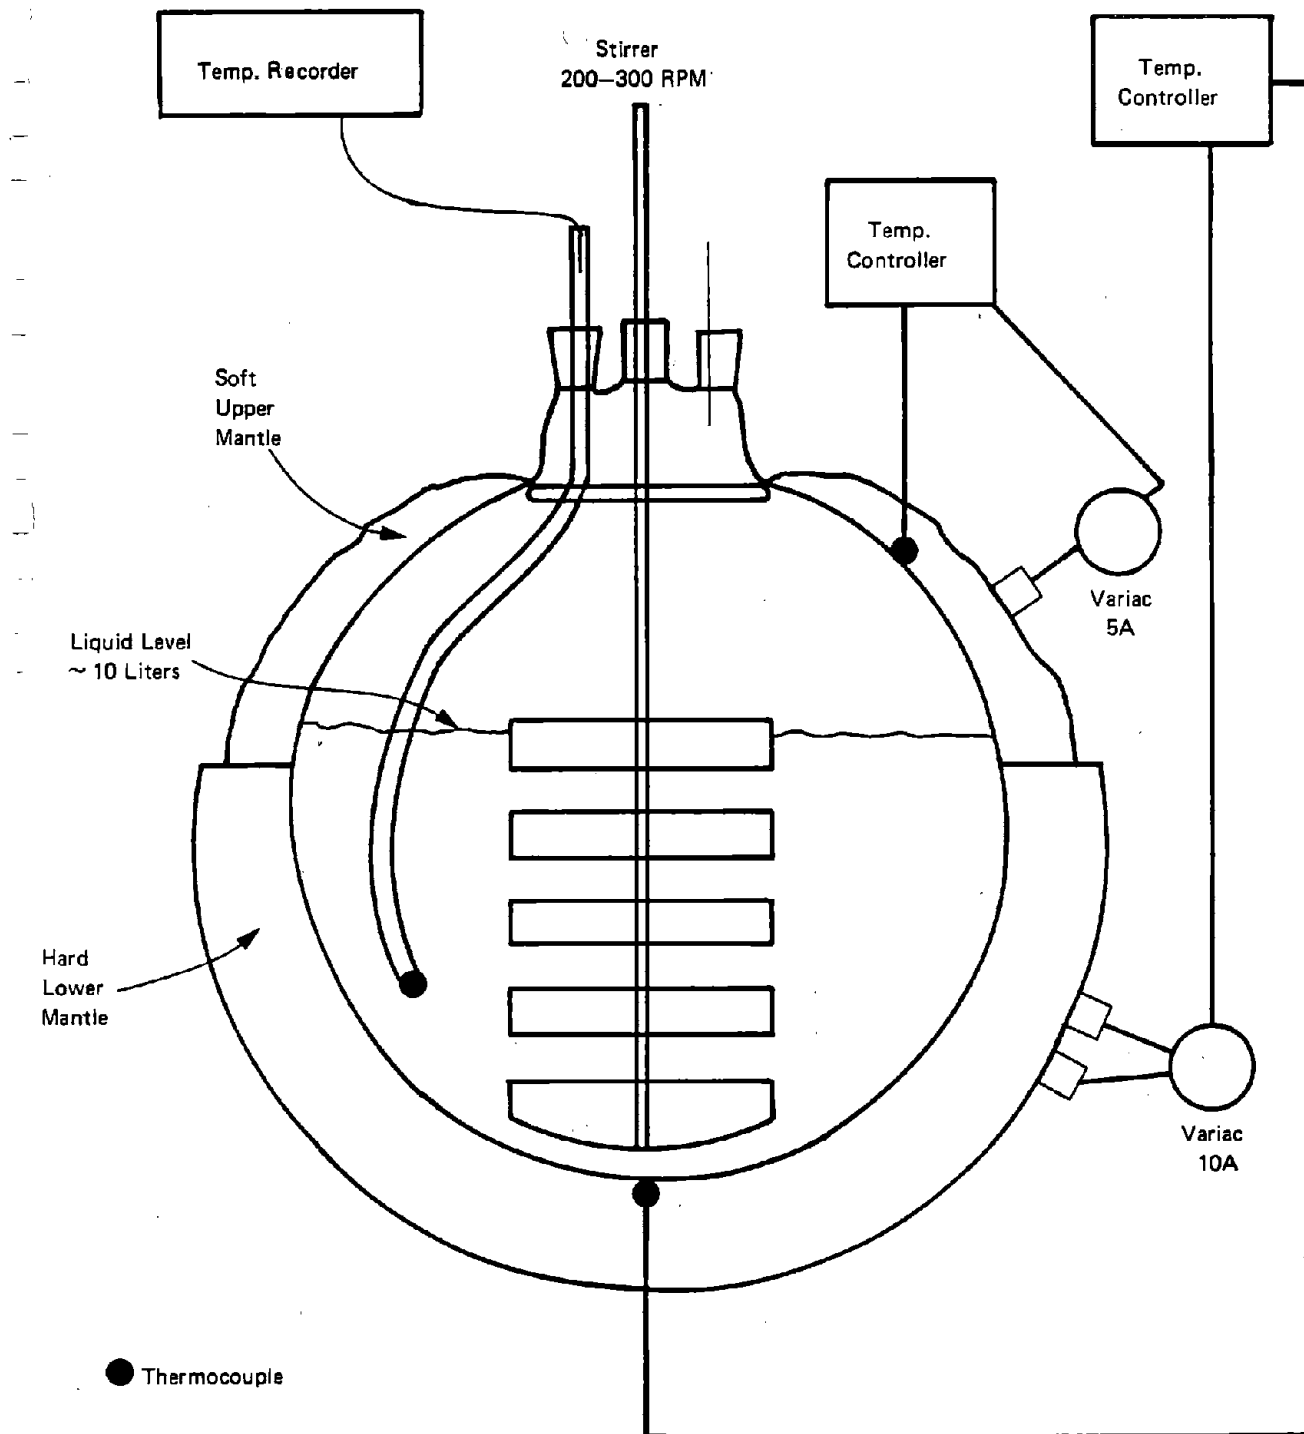 Temp. Recorder
Stirrer
200–300 RPM
Temp.
Controller
Temp.
Controller
Soft
Upper
Mantle
Variac
5A
Liquid Level
~ 10 Liters
Hard
Lower
Mantle
Variac
10A
Thermocouple